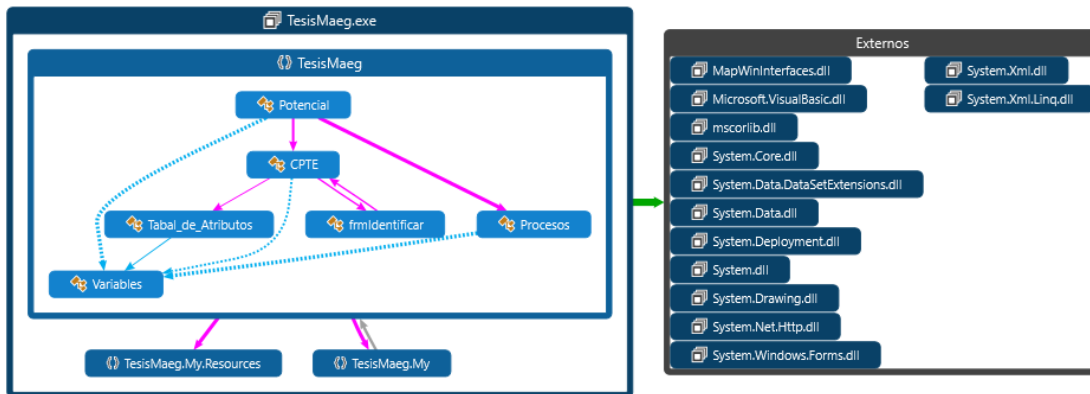 TesisMaeg.exe
TesisMaeg
Potencial
CPTE
Tabal_de_Atributos
frmIdentificar
Procesos
Variables
TesisMaeg.My.Resources
TesisMaeg.My
Externos
MapWinInterfaces.dll
System.Xml.dll
Microsoft.VisualBasic.dll
System.Xml.Linq.dll
mscorlib.dll
System.Core.dll
System.Data.DataSetExtensions.dll
System.Data.dll
System.Deployment.dll
System.dll
System.Drawing.dll
System.Net.Http.dll
System.Windows.Forms.dll